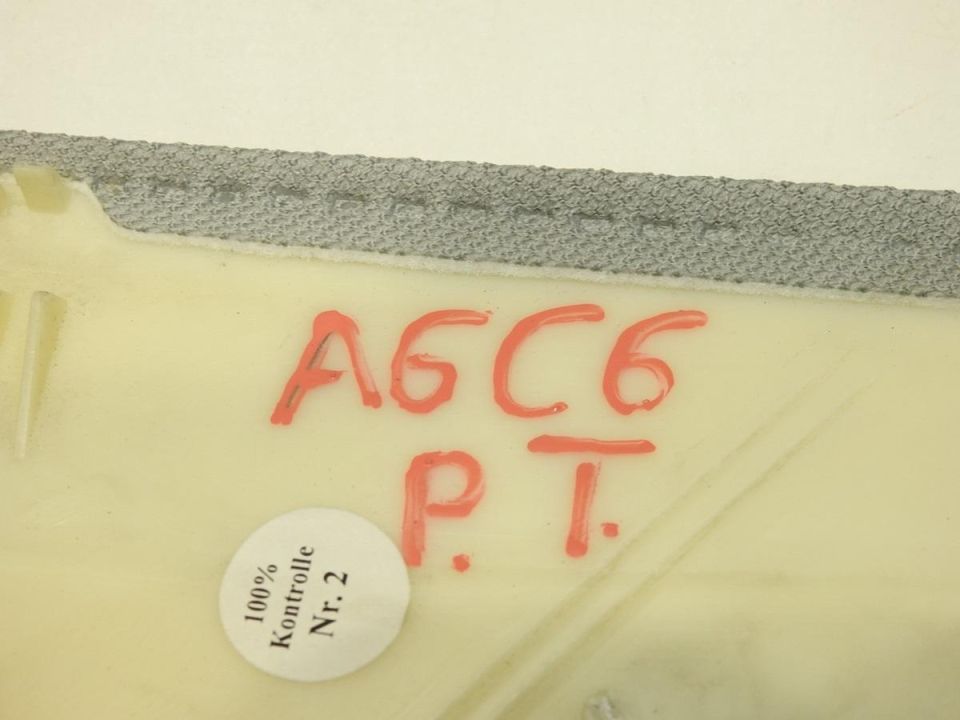 A6C6
P. T.
100%
Kontrolle
Nr. 2